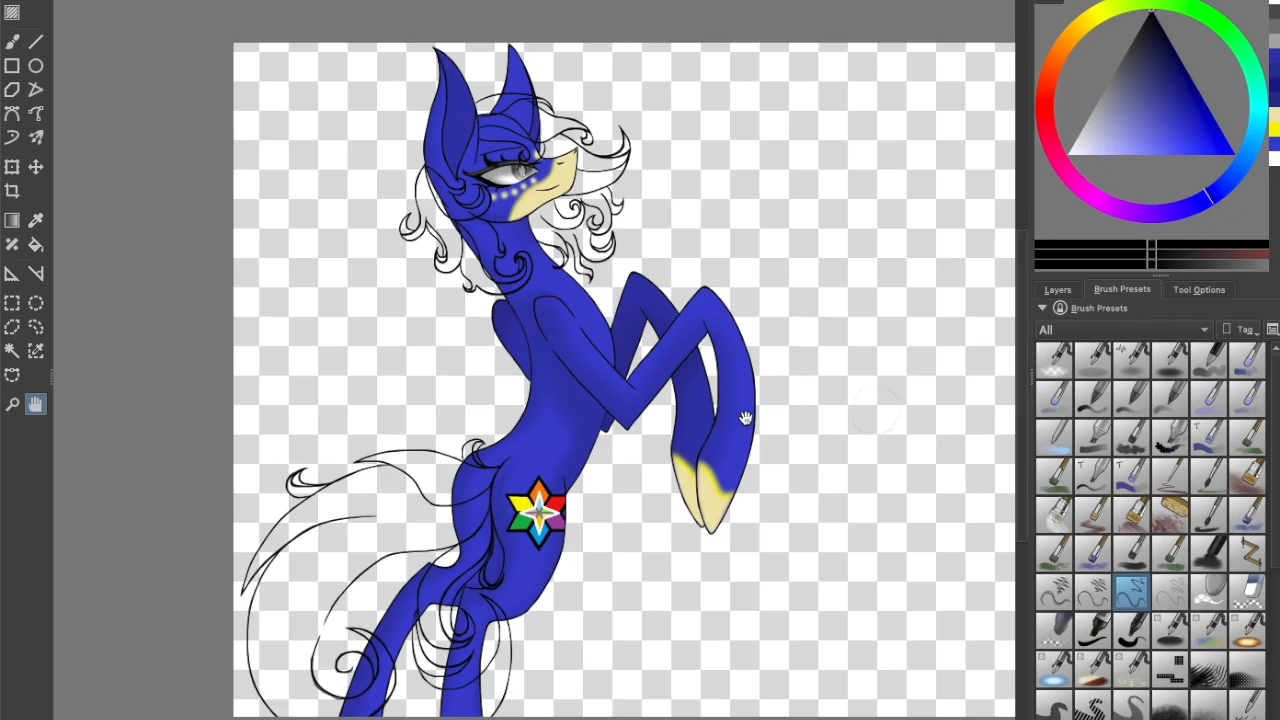 Layers Brush Presets Tool Options
Brush Presets
All Tag
T
T T